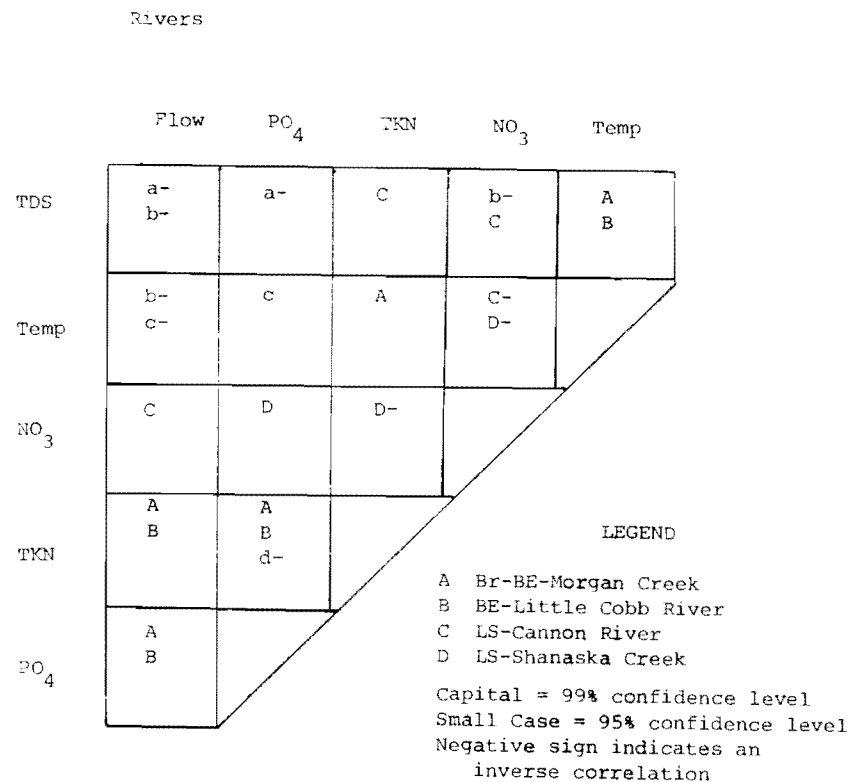 Rivers
Flow PO4 TKN NO3 Temp
TDS a- a- C b- A
b- C B
Temp b- c A C-
c- D-
NO3 C D D-
TKN A A
B B
d-
PO4 A
B
LEGEND
A Br-BE-Morgan Creek
B BE-Little Cobb River
C LS-Cannon River
D LS-Shanaska Creek
Capital = 99% confidence level
Small Case = 95% confidence level
Negative sign indicates an
inverse correlation